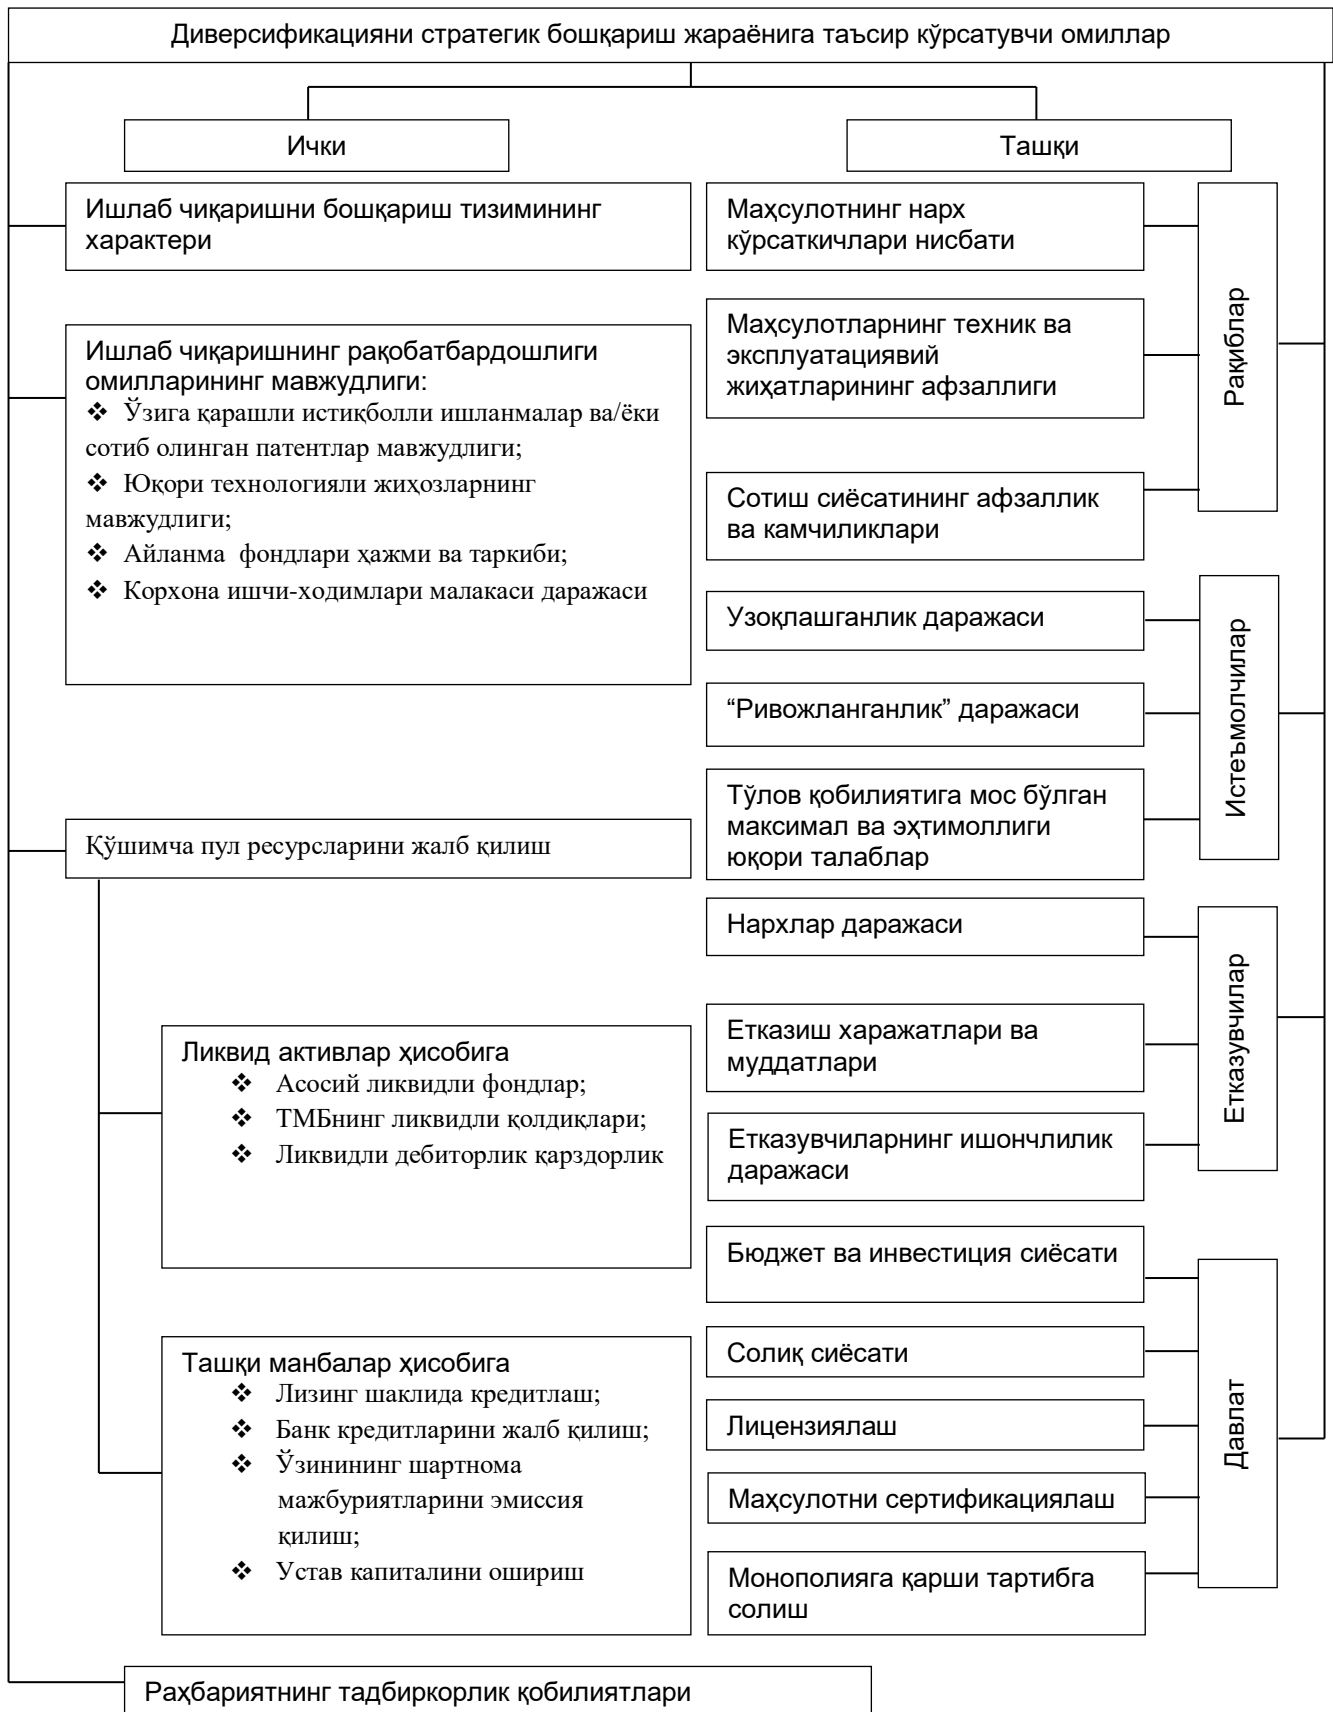 Диверсификацияни стратегик бошқариш жараёнига таъсир кўрсатувчи омиллар
Ички
Ишлаб чиқаришни бошқариш тизимининг
характери
Ишлаб чиқаришнинг рақобатбардошлиги
омилларининг мавжудлиги:
❖ Ўзига қарашли истиқболли ишланмалар ва/ёки
сотиб олинган патентлар мавжудлиги;
❖ Юқори технологияли жиҳозларнинг
мавжудлиги;
❖ Айланма фондлари ҳажми ва таркиби;
❖ Корхона ишчи-ходимлари малакаси даражаси
Қўшимча пул ресурсларини жалб қилиш
Ликвид активлар ҳисобига
❖ Асосий ликвидли фондлар;
❖ ТМБнинг ликвидли қолдиқлари;
❖ Ликвидли дебиторлик қарздорлик
Ташқи манбалар ҳисобига
❖ Лизинг шаклида кредитлаш;
❖ Банк кредитларини жалб қилиш;
❖ Ўзинининг шартнома
мажбуриятларини эмиссия
қилиш;
❖ Устав капиталини ошириш
Раҳбариятнинг тадбиркорлик қобилиятлари
Ташқи
Маҳсулотнинг нарх
кўрсаткичлари нисбати
Маҳсулотларнинг техник ва
эксплуатациявий
жиҳатларининг афзаллиги
Сотиш сиёсатининг афзаллик
ва камчиликлари
Рақиблар
Узоқлашганлик даражаси
“Ривожланганлик” даражаси
Тўлов қобилиятига мос бўлган
максимал ва эҳтимоллиги
юқори талаблар
Истеъмолчилар
Нархлар даражаси
Етказиш харажатлари ва
муддатлари
Етказувчиларнинг ишончлилик
даражаси
Етказувчилар
Бюджет ва инвестиция сиёсати
Солиқ сиёсати
Лицензиялаш
Маҳсулотни сертификациялаш
Монополияга қарши тартибга
солиш
Давлат